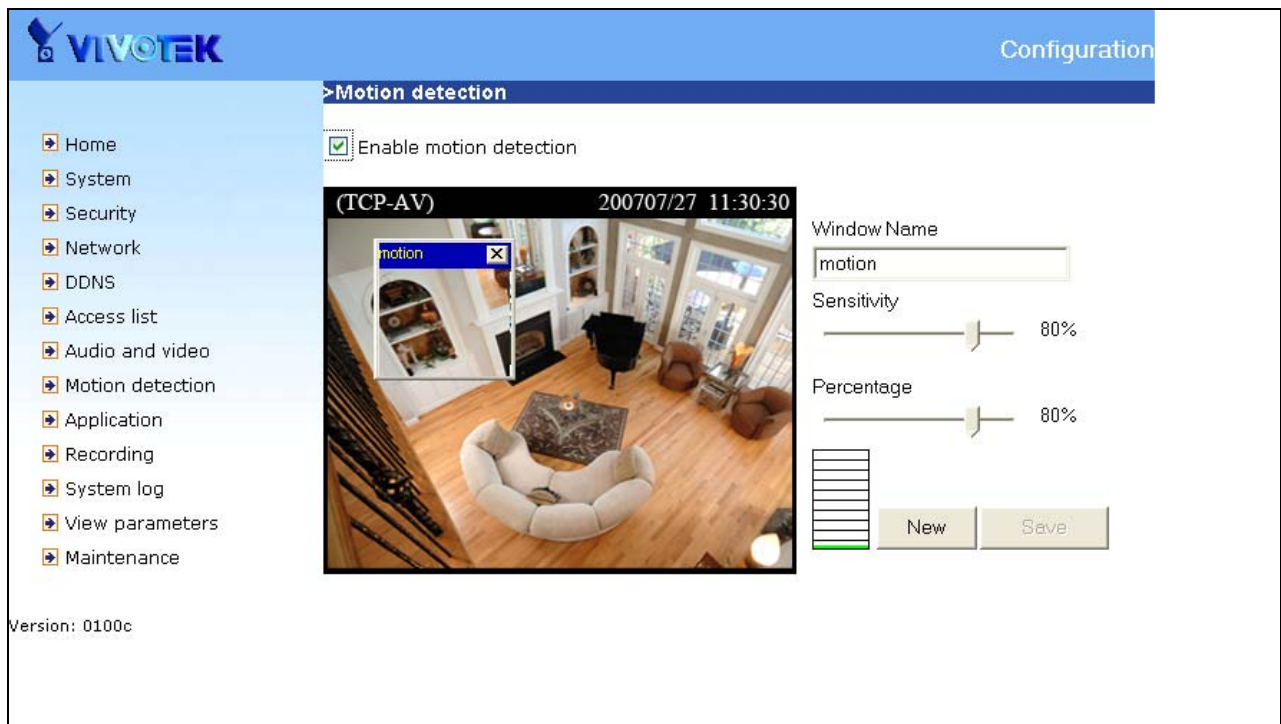 VIVOTEK
Configuration
>Motion detection
Home
System
Security
Network
DDNS
Access list
Audio and video
Motion detection
Application
Recording
System log
View parameters
Maintenance
Version: 0100c
Enable motion detection
(TCP-AV) 200707/27 11:30:30
motion
Window Name
motion
Sensitivity
80%
Percentage
80%
New Save